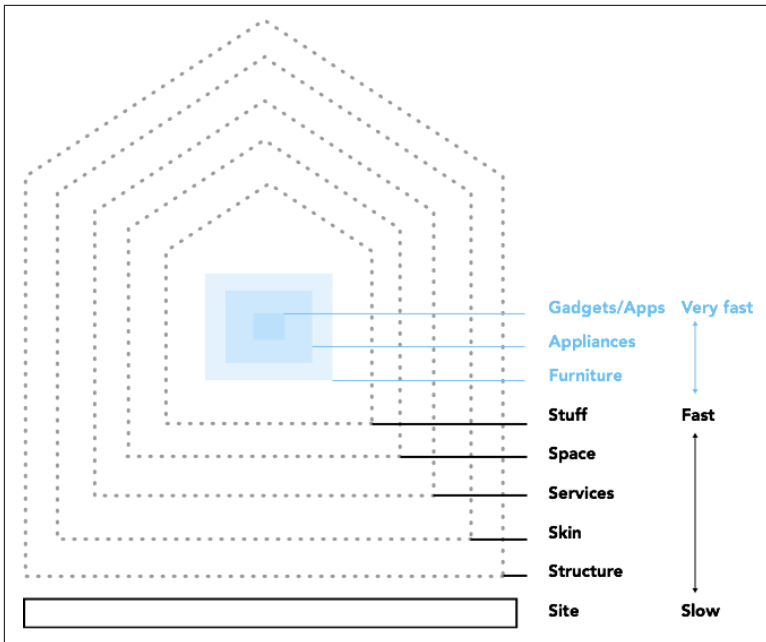 Gadgets/Apps Very fast
Appliances
Furniture
Stuff Fast
Space
Services
Skin
Structure
Site Slow